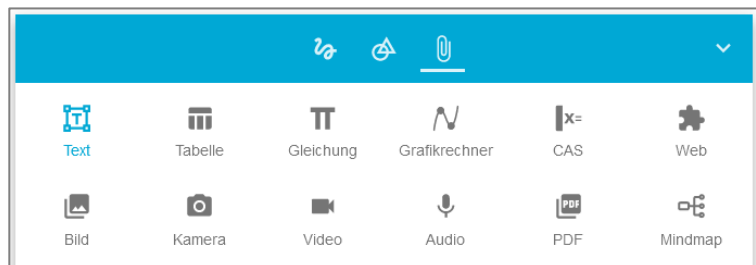 Text Tabelle Gleichung Grafikrechner CAS Web
Bild Kamera Video Audio PDF Mindmap